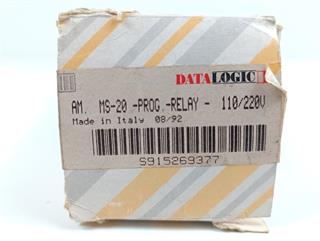 DATALOGIC
AM. MS-20 -PROG.-RELAY - 110/220V
Made in Italy 08/92
S915269377